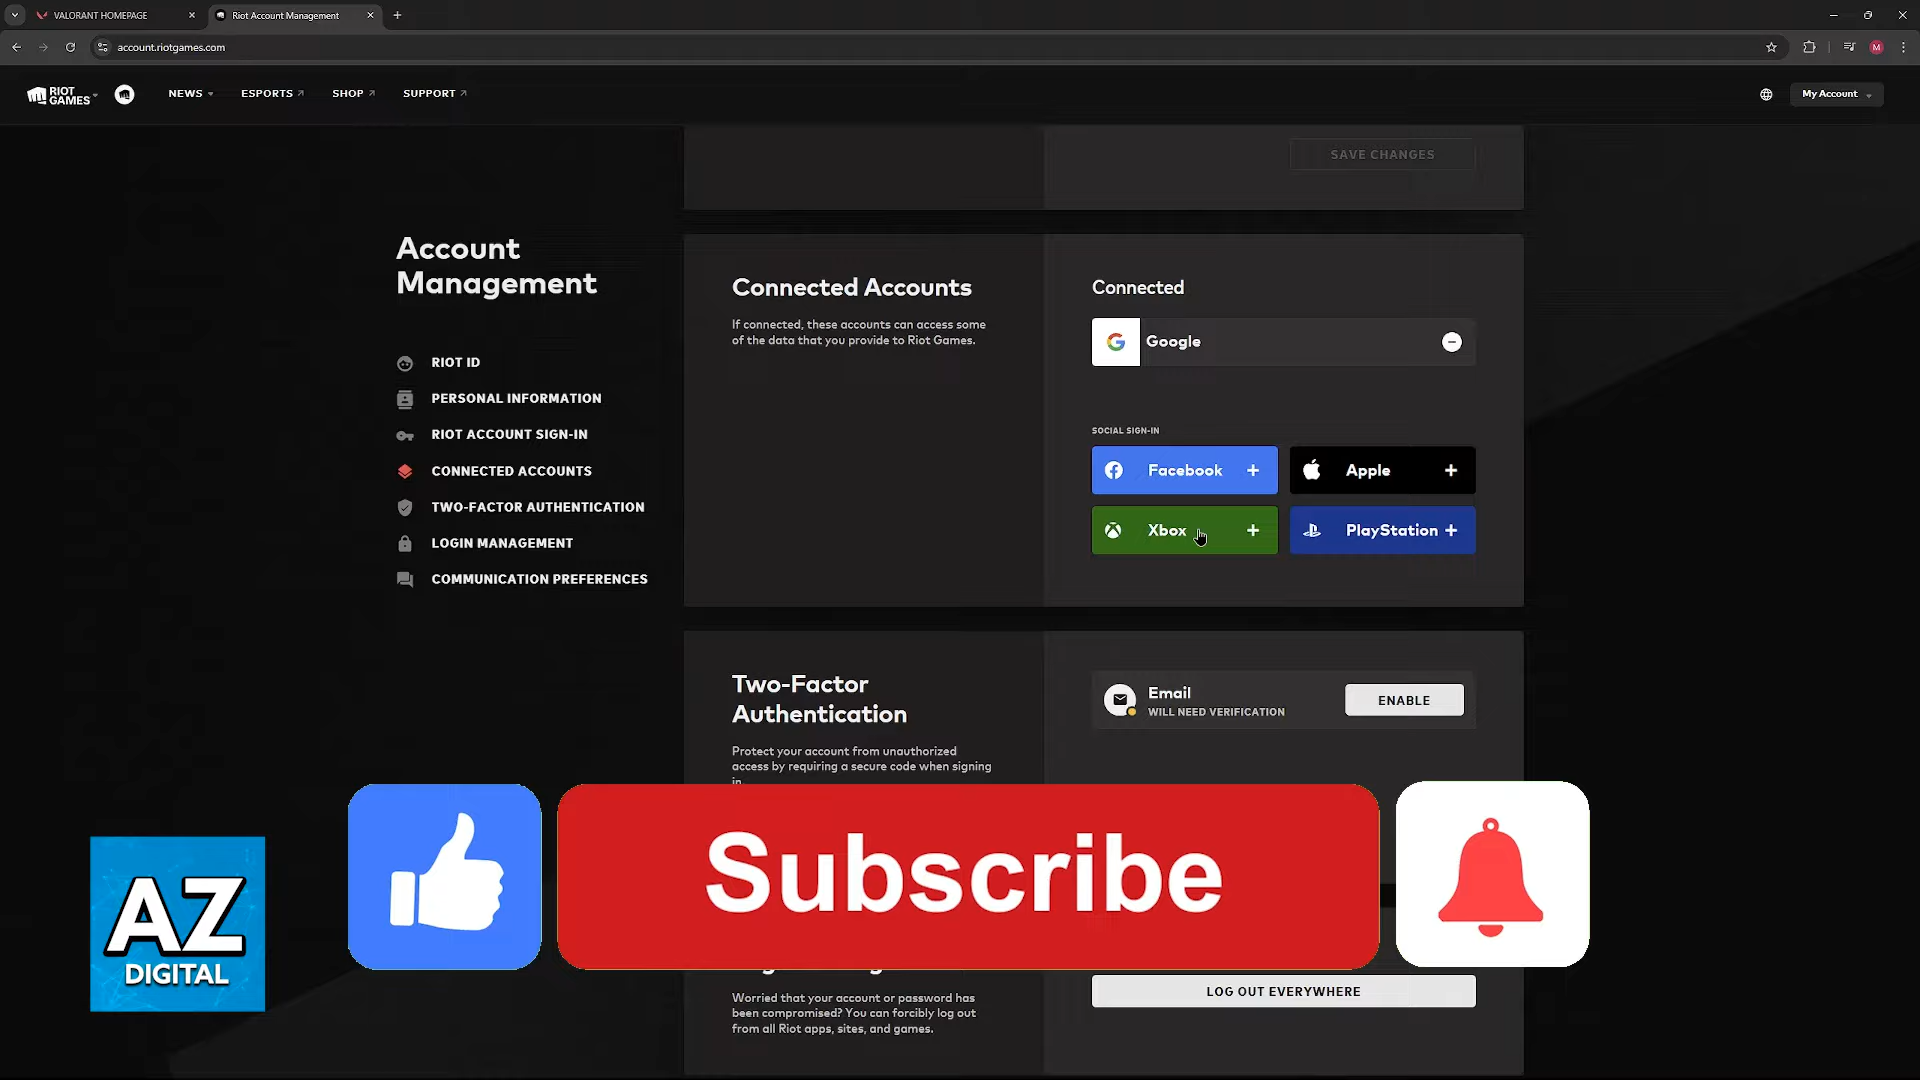 VALORANT HOMEPAGE
Riot Account Management
account.riotgames.com
M
RIOT GAMES
NEWS
ESPORTS
SHOP
SUPPORT
My Account
SAVE CHANGES
Account
Management
RIOT ID
PERSONAL INFORMATION
RIOT ACCOUNT SIGN-IN
CONNECTED ACCOUNTS
TWO-FACTOR AUTHENTICATION
LOGIN MANAGEMENT
COMMUNICATION PREFERENCES
Connected Accounts
If connected, these accounts can access some
of the data that you provide to Riot Games.
Connected
Google
SOCIAL SIGN-IN
Facebook
Apple
Xbox
PlayStation
Two-Factor
Authentication
Protect your account from unauthorized
access by requiring a secure code when signing
Email
WILL NEED VERIFICATION
ENABLE
Subscribe
AZ
DIGITAL
Worried that your account or password has
been compromised? You can forcibly log out
from all Riot apps, sites, and games.
LOG OUT EVERYWHERE